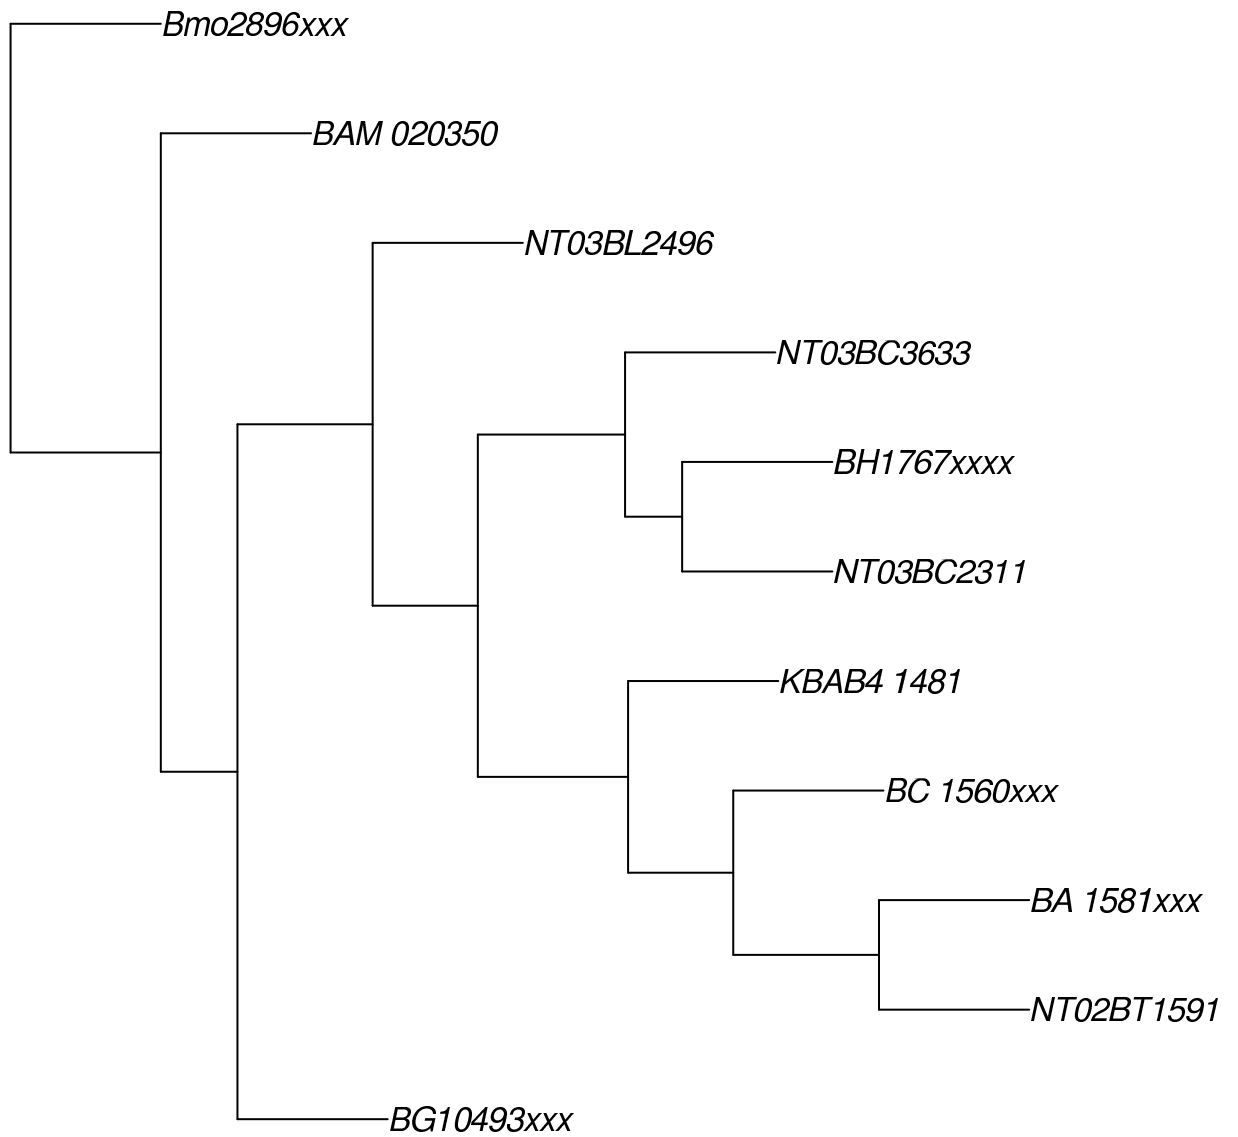 Bmo2896xxx
BAM 020350
NT03BL2496
NT03BC3633
BH1767xxxx
NT03BC2311
KBAB4 1481
BC 1560xxx
BA 1581xxx
NT02BT1591
BG10493xxx